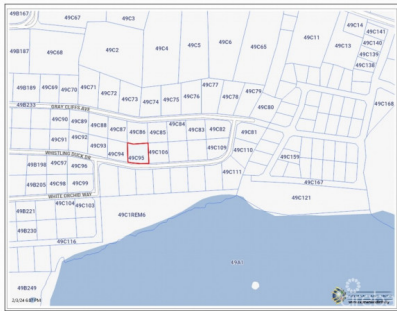 49B167 49C67 49C3
49C14
49C141
49B187 49C68 49C2 49C4 49C5 49C6 49C65 49C11 49C13 49C140
49C139
49C138
49B189 49C69 49C70 49C71 49C72 49C73 49C74 49C75 49C76 49C77 49C78 49C79 49C80 49C168
49B233 GRAY CLIFFS AVE
49C90 49C89 49C88 49C87 49C86 49C85 49C84 49C83 49C82 49C81
49C91 49C92 49C93 49C94 49C95 49C106 49C109 49C110 49C159
WHISTLING DUCK DR
49B198 49C97 49C96 49C111
49B205 49C98 49C99 49C167
WHITE ORCHID WAY
49B221 49C104 49C103 49C1REM6 49C121
49B230
49C116
49B249